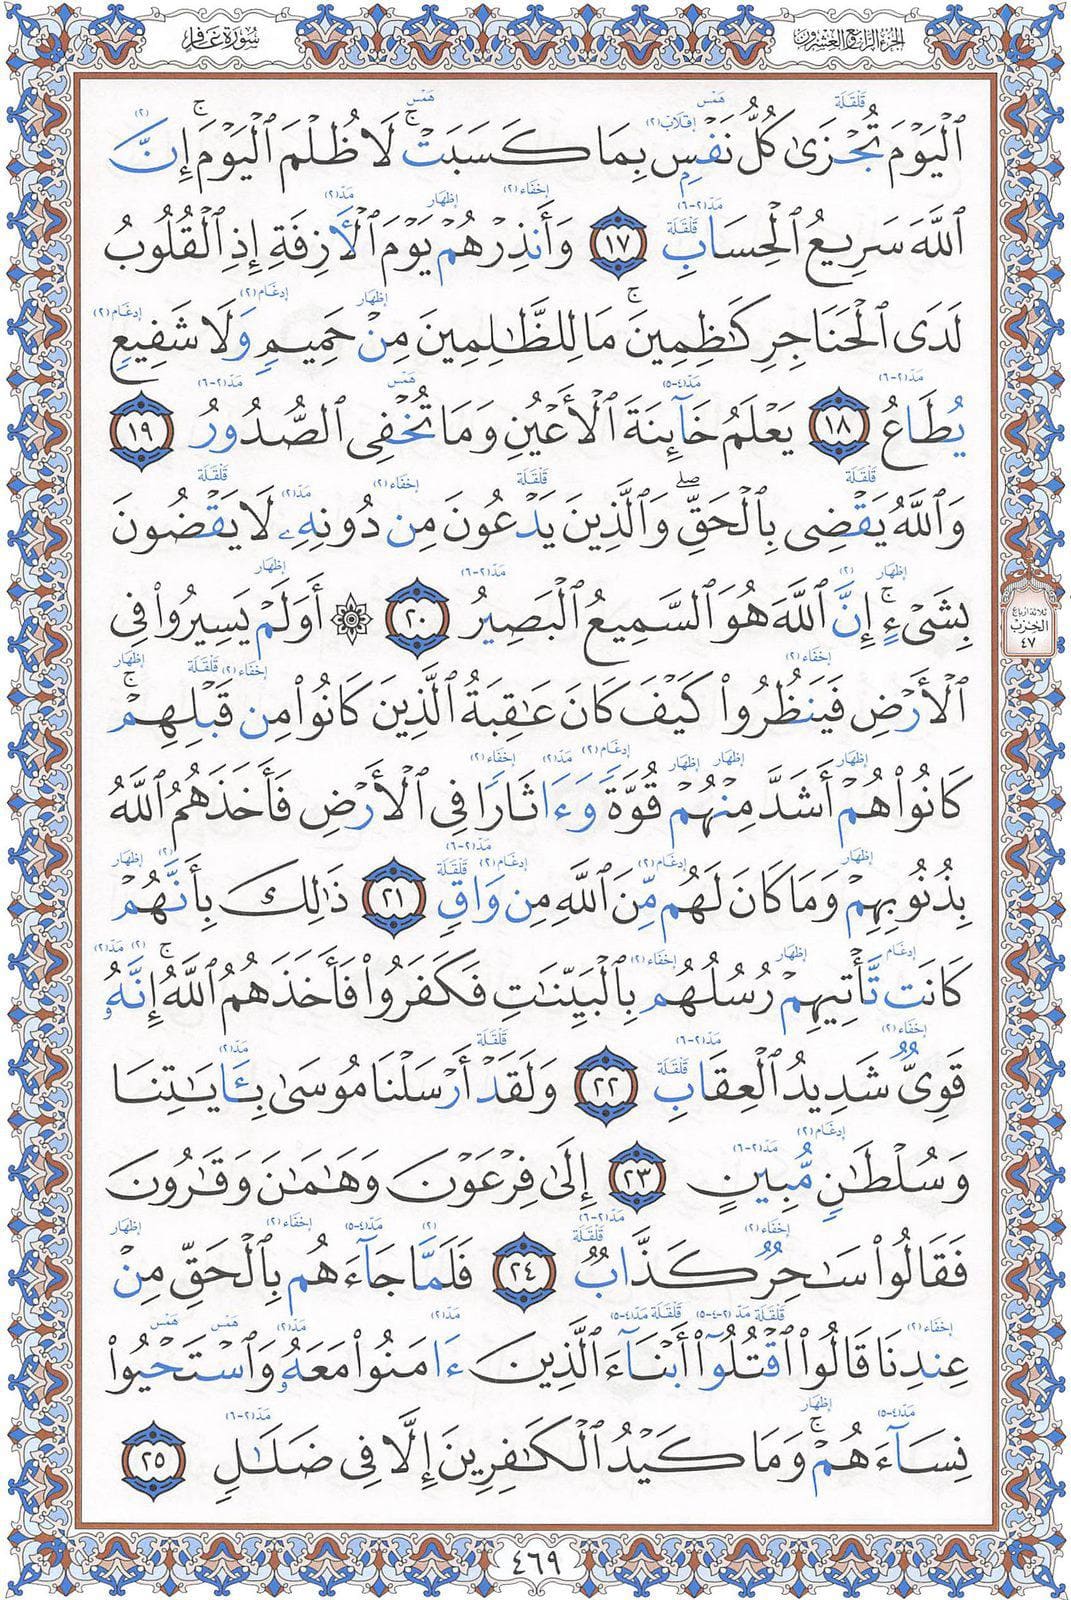 الجزء الرابع والعشرون
سورة غافر
ٱلْيَوْمَ تُجْزَىٰ كُلُّ نَفْسٍۭ بِمَا كَسَبَتْ ۚ لَا ظُلْمَ ٱلْيَوْمَ ۚ إِنَّ
ٱللَّهَ سَرِيعُ ٱلْحِسَابِ ١٧ وَأَنذِرْهُمْ يَوْمَ ٱلْأَزِفَةِ إِذِ ٱلْقُلُوبُ
لَدَى ٱلْحَنَاجِرِ كَٰظِمِينَ ۚ مَا لِلظَّٰلِمِينَ مِنْ حَمِيمٍ وَلَا شَفِيعٍ
يُطَاعُ ١٨ يَعْلَمُ خَآئِنَةَ ٱلْأَعْيُنِ وَمَا تُخْفِى ٱلصُّدُورُ ١٩
وَٱللَّهُ يَقْضِى بِٱلْحَقِّ ۖ وَٱلَّذِينَ يَدْعُونَ مِن دُونِهِۦ لَا يَقْضُونَ
بِشَىْءٍ ۚ إِنَّ ٱللَّهَ هُوَ ٱلسَّمِيعُ ٱلْبَصِيرُ ٢٠ ۞ أَوَلَمْ يَسِيرُوا۟ فِى
ثلاثة أرباع
الحزب
٤٧
ٱلْأَرْضِ فَيَنظُرُوا۟ كَيْفَ كَانَ عَٰقِبَةُ ٱلَّذِينَ كَانُوا۟ مِن قَبْلِهِمْ ۚ
كَانُوا۟ هُمْ أَشَدَّ مِنْهُمْ قُوَّةً وَءَاثَارًا فِى ٱلْأَرْضِ فَأَخَذَهُمُ ٱللَّهُ
بِذُنُوبِهِمْ وَمَا كَانَ لَهُم مِّنَ ٱللَّهِ مِن وَاقٍ ٢١ ذَٰلِكَ بِأَنَّهُمْ
كَانَت تَّأْتِيهِمْ رُسُلُهُم بِٱلْبَيِّنَٰتِ فَكَفَرُوا۟ فَأَخَذَهُمُ ٱللَّهُ ۚ إِنَّهُۥ
قَوِىٌّ شَدِيدُ ٱلْعِقَابِ ٢٢ وَلَقَدْ أَرْسَلْنَا مُوسَىٰ بِـَٔايَٰتِنَا
وَسُلْطَٰنٍ مُّبِينٍ ٢٣ إِلَىٰ فِرْعَوْنَ وَهَٰمَٰنَ وَقَٰرُونَ
فَقَالُوا۟ سَٰحِرٌ كَذَّابٌ ٢٤ فَلَمَّا جَآءَهُم بِٱلْحَقِّ مِنْ
عِندِنَا قَالُوا۟ ٱقْتُلُوٓا۟ أَبْنَآءَ ٱلَّذِينَ ءَامَنُوا۟ مَعَهُۥ وَٱسْتَحْيُوا۟
نِسَآءَهُمْ ۚ وَمَا كَيْدُ ٱلْكَٰفِرِينَ إِلَّا فِى ضَلَٰلٍ ٢٥
٤٦٩